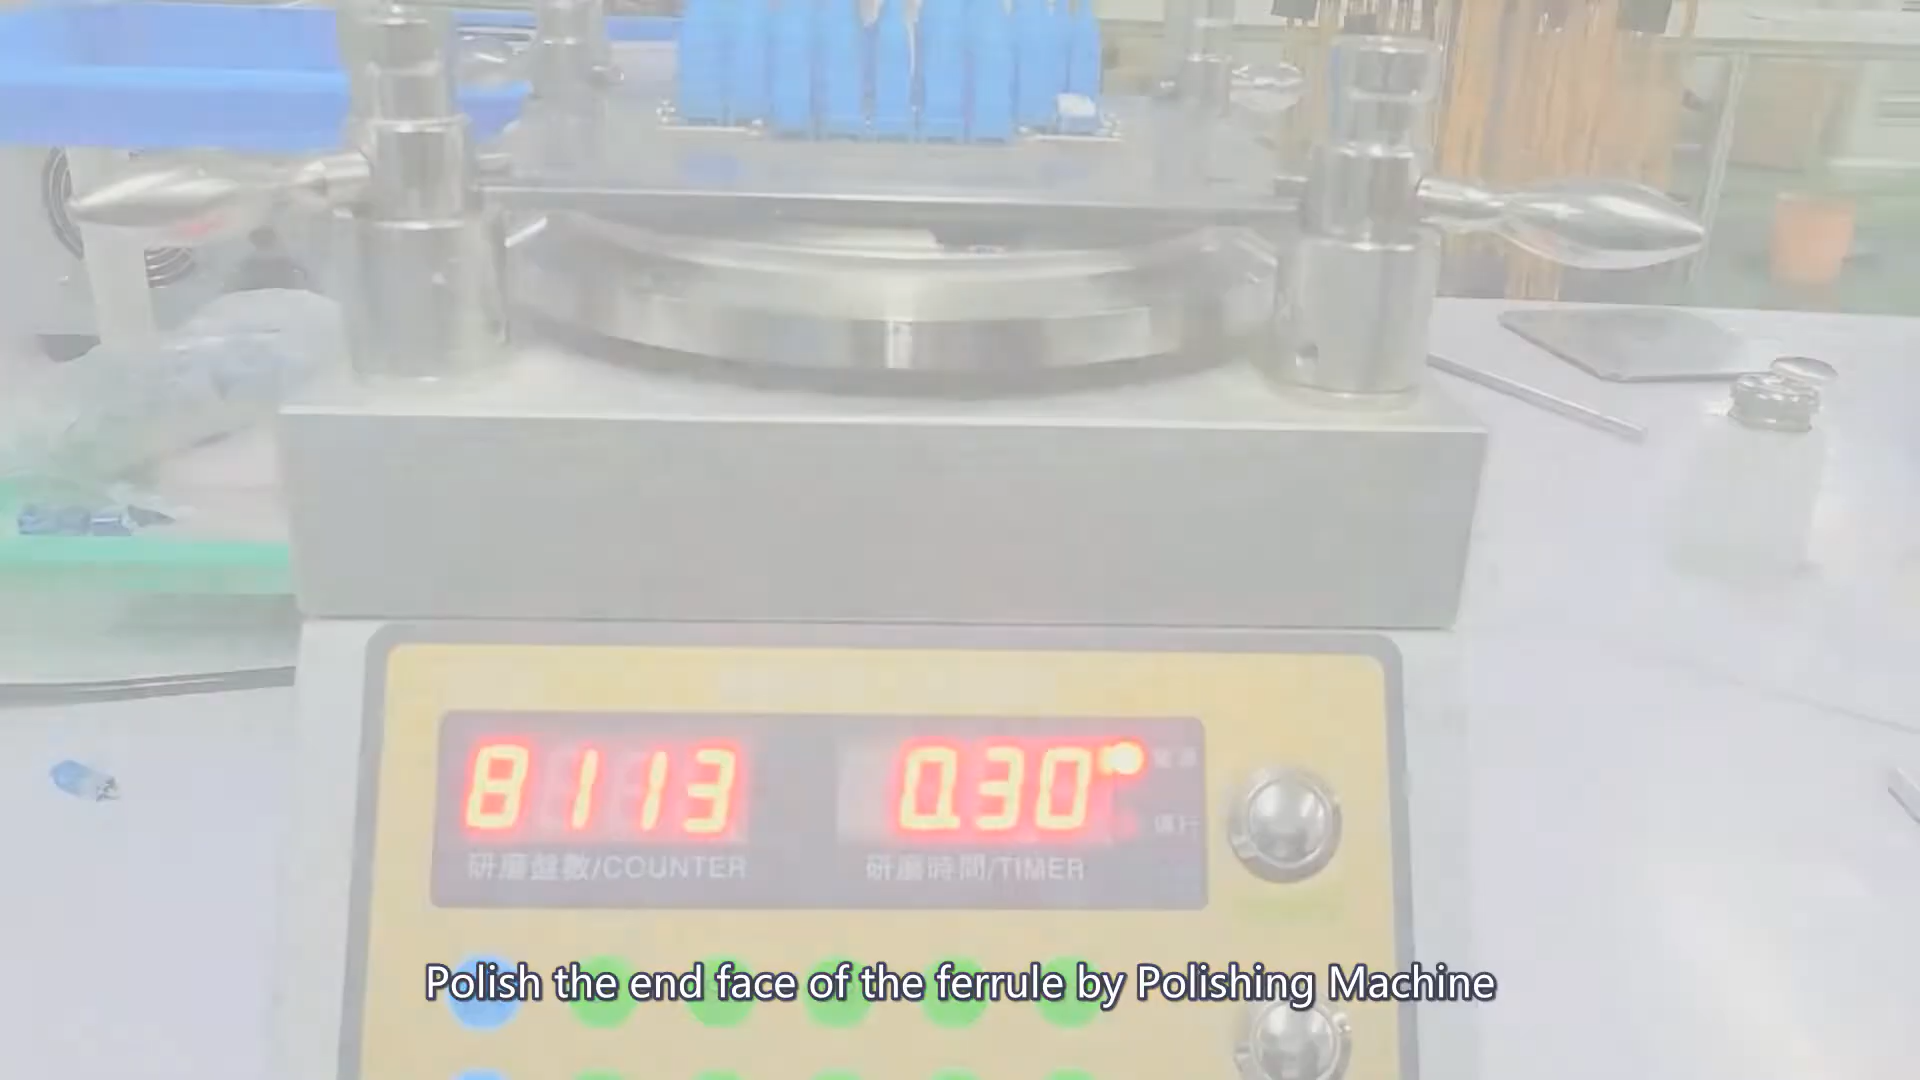 8113
0.30
研磨盤數/COUNTER
研磨時間/TIMER
Polish the end face of the ferrule by Polishing Machine